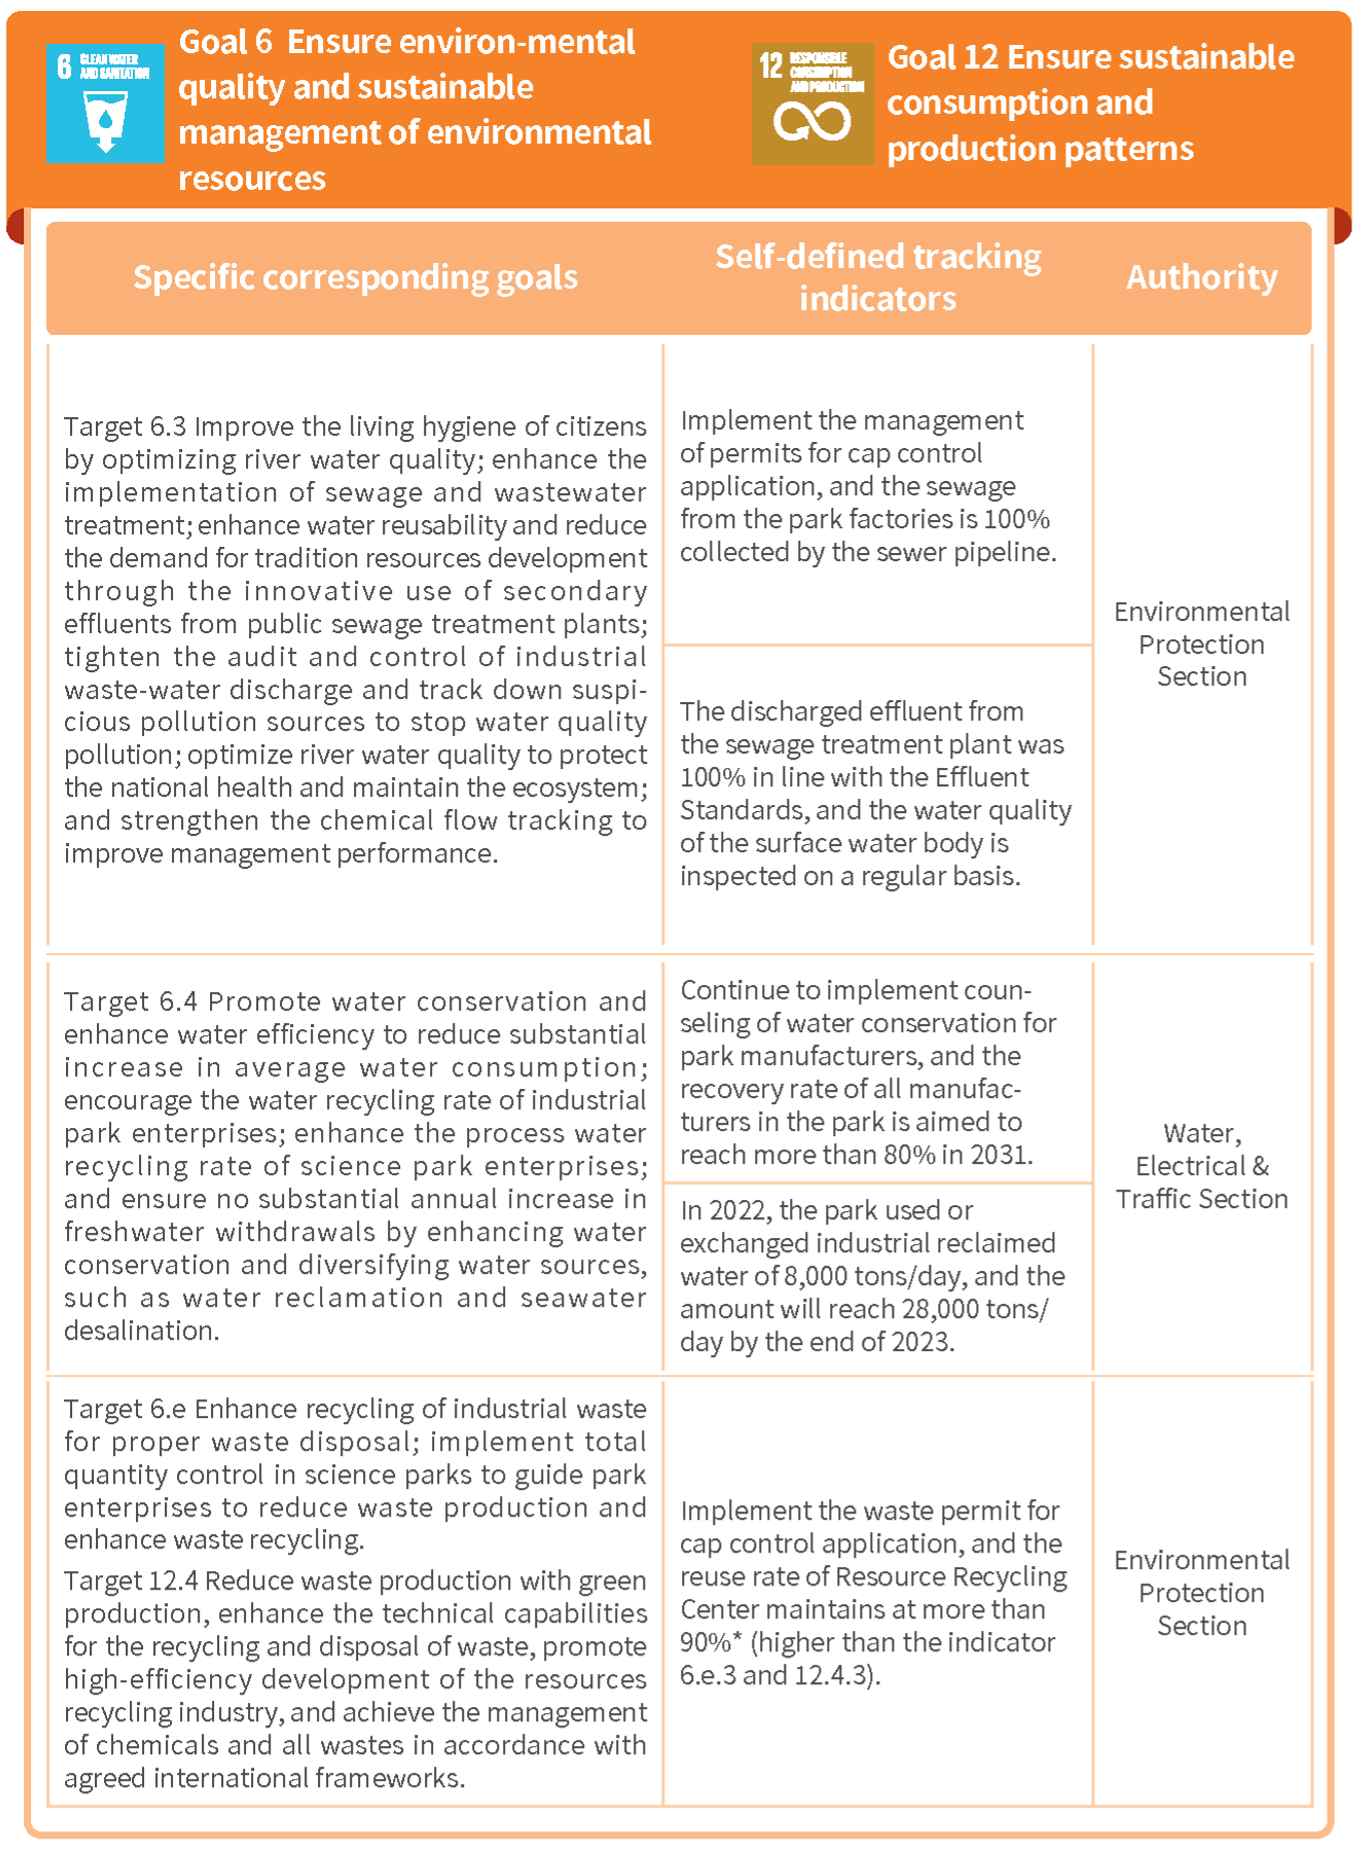 6 CLEAN WATER
AND SANITATION
Goal 6  Ensure environ-mental
quality and sustainable
management of environmental
resources
12 RESPONSIBLE
CONSUMPTION
AND PRODUCTION
Goal 12 Ensure sustainable
consumption and
production patterns
Specific corresponding goals
Self-defined tracking
indicators
Authority
Target 6.3 Improve the living hygiene of citizens
by optimizing river water quality; enhance the
implementation of sewage and wastewater
treatment; enhance water reusability and reduce
the demand for tradition resources development
through the innovative use of secondary
effluents from public sewage treatment plants;
tighten the audit and control of industrial
waste-water discharge and track down suspi-
cious pollution sources to stop water quality
pollution; optimize river water quality to protect
the national health and maintain the ecosystem;
and strengthen the chemical flow tracking to
improve management performance.
Implement the management
of permits for cap control
application, and the sewage
from the park factories is 100%
collected by the sewer pipeline.
The discharged effluent from
the sewage treatment plant was
100% in line with the Effluent
Standards, and the water quality
of the surface water body is
inspected on a regular basis.
Environmental
Protection
Section
Target 6.4 Promote water conservation and
enhance water efficiency to reduce substantial
increase in average water consumption;
encourage the water recycling rate of industrial
park enterprises; enhance the process water
recycling rate of science park enterprises;
and ensure no substantial annual increase in
freshwater withdrawals by enhancing water
conservation and diversifying water sources,
such as water reclamation and seawater
desalination.
Continue to implement coun-
seling of water conservation for
park manufacturers, and the
recovery rate of all manufac-
turers in the park is aimed to
reach more than 80% in 2031.
In 2022, the park used or
exchanged industrial reclaimed
water of 8,000 tons/day, and the
amount will reach 28,000 tons/
day by the end of 2023.
Water,
Electrical &
Traffic Section
Target 6.e Enhance recycling of industrial waste
for proper waste disposal; implement total
quantity control in science parks to guide park
enterprises to reduce waste production and
enhance waste recycling.
Target 12.4 Reduce waste production with green
production, enhance the technical capabilities
for the recycling and disposal of waste, promote
high-efficiency development of the resources
recycling industry, and achieve the management
of chemicals and all wastes in accordance with
agreed international frameworks.
Implement the waste permit for
cap control application, and the
reuse rate of Resource Recycling
Center maintains at more than
90%* (higher than the indicator
6.e.3 and 12.4.3).
Environmental
Protection
Section